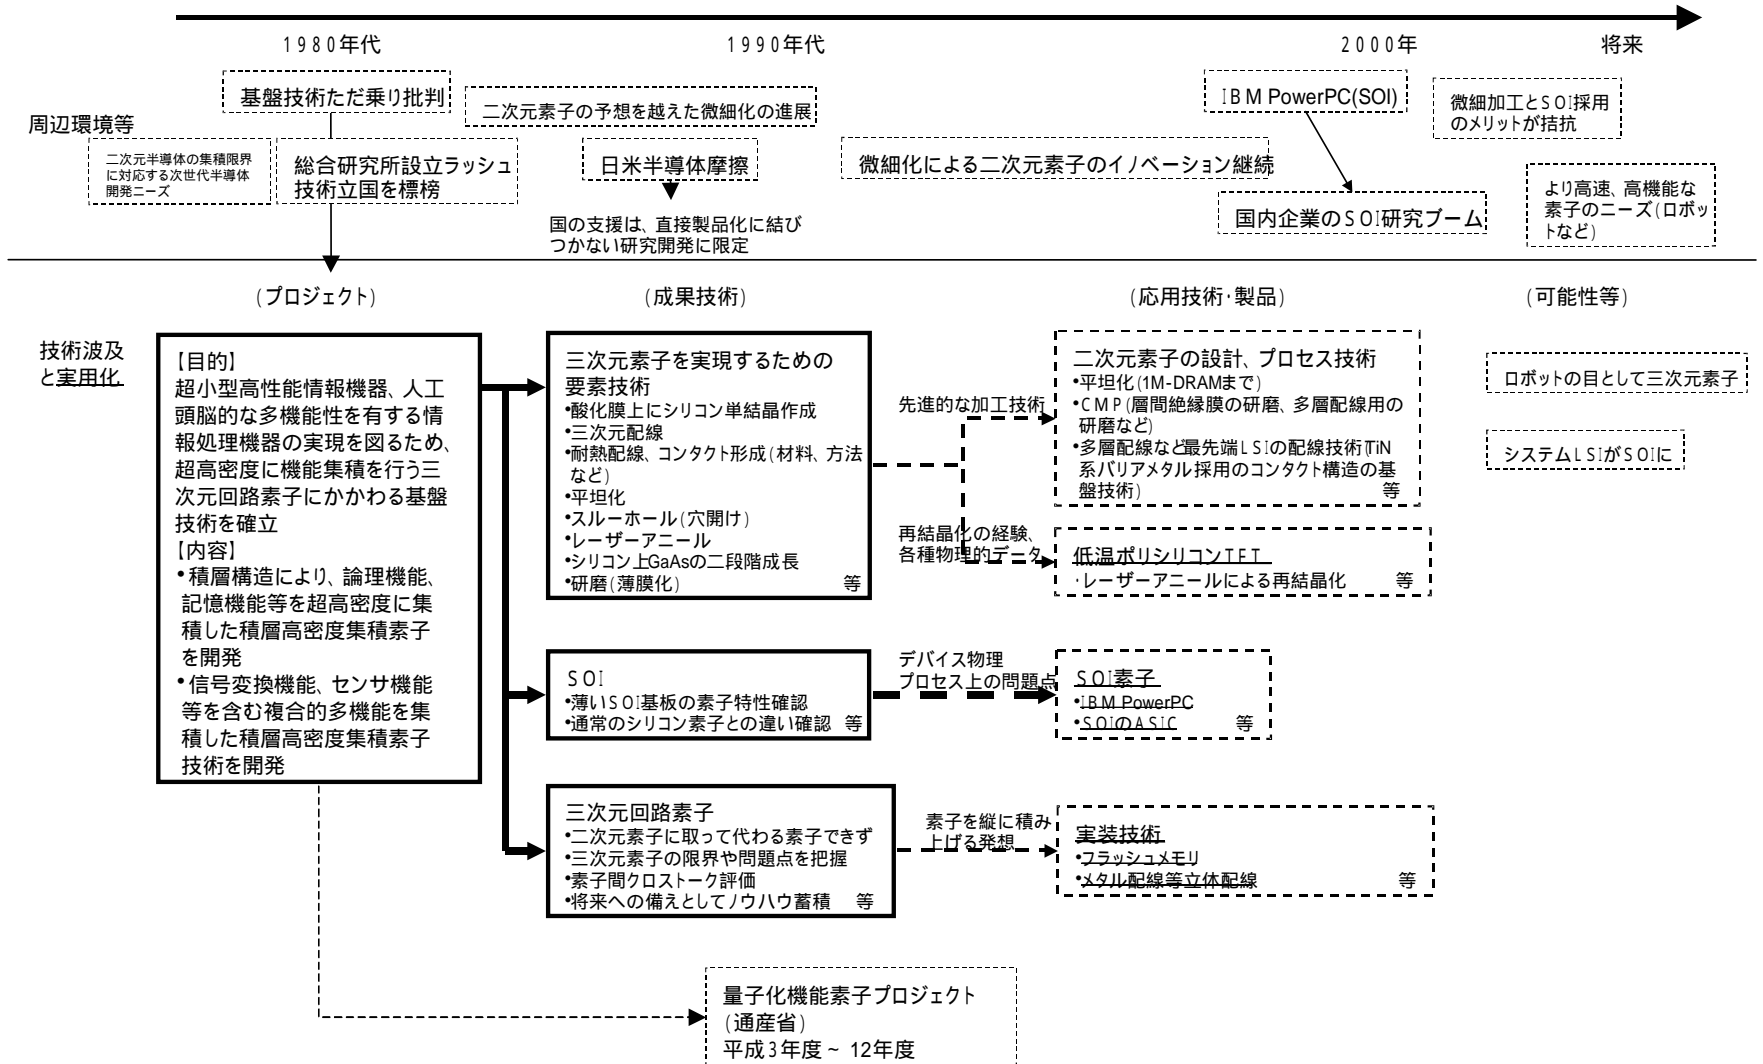 1980年代
1990年代
2000年
将来
周辺環境等
基盤技術ただ乗り批判
二次元素子の予想を越えた微細化の進展
IBM PowerPC(SOI)
微細加工とSOI採用
のメリットが拮抗
二次元半導体の集積限界
に対応する次世代半導体
開発ニーズ
総合研究所設立ラッシュ
技術立国を標榜
日米半導体摩擦
微細化による二次元素子のイノベーション継続
国の支援は、直接製品化に結び
つかない研究開発に限定
国内企業のSOI研究ブーム
より高速、高機能な
素子のニーズ(ロボッ
トなど)
(プロジェクト)
(成果技術)
(応用技術・製品)
(可能性等)
技術波及
と実用化
【目的】
超小型高性能情報機器、人工
頭脳的な多機能性を有する情
報処理機器の実現を図るため、
超高密度に機能集積を行う三
次元回路素子にかかわる基盤
技術を確立
【内容】
•積層構造により、論理機能、
記憶機能等を超高密度に集
積した積層高密度集積素子
を開発
•信号変換機能、センサ機能
等を含む複合的多機能を集
積した積層高密度集積素子
技術を開発
三次元素子を実現するための
要素技術
•酸化膜上にシリコン単結晶作成
•三次元配線
•耐熱配線、コンタクト形成(材料、方法
など)
•平坦化
•スルーホール(穴開け)
•レーザーアニール
•シリコン上GaAsの二段階成長
•研磨(薄膜化) 等
先進的な加工技術
再結晶化の経験、
各種物理的データ
二次元素子の設計、プロセス技術
•平坦化(1M-DRAMまで)
•CMP(層間絶縁膜の研磨、多層配線用の
研磨など)
•多層配線など最先端LSIの配線技術(TiN
系バリアメタル採用のコンタクト構造の基
盤技術) 等
低温ポリシリコンTFT
・レーザーアニールによる再結晶化 等
ロボットの目として三次元素子
システムLSIがSOIに
SOI
•薄いSOI基板の素子特性確認
•通常のシリコン素子との違い確認 等
デバイス物理
プロセス上の問題点
SOI素子
•IBM PowerPC
•SOIのASIC 等
三次元回路素子
•二次元素子に取って代わる素子できず
•三次元素子の限界や問題点を把握
•素子間クロストーク評価
•将来への備えとしてノウハウ蓄積 等
素子を縦に積み
上げる発想
実装技術
•フラッシュメモリ
•メタル配線等立体配線 等
量子化機能素子プロジェクト
(通産省)
平成3年度~12年度